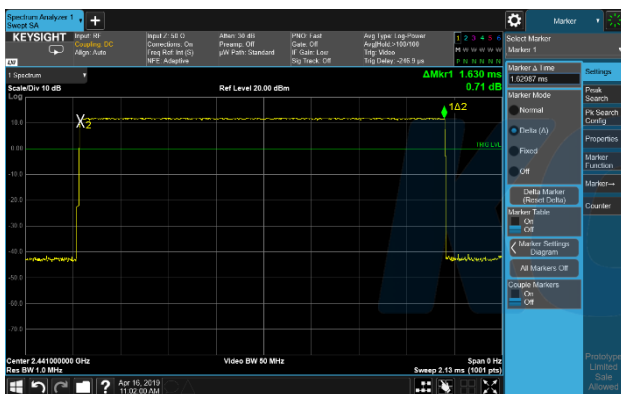 Spectrum Analyzer 1
Swept SA
+
Marker
KEYSIGHT
Input: RF
Coupling: DC
Align: Auto
Input Z: 50 Ω
Corrections: On
Freq Ref: Int (S)
NFE: Adaptive
Atten: 30 dB
Preamp: Off
µW Path: Standard
PNO: Fast
Gate: Off
IF Gain: Low
Sig Track: Off
Avg Type: Log-Power
Avg|Hold:>100/100
Trig: Video
Trig Delay: -246.9 µs
1 2 3 4 5 6
M W W W W W
P N N N N N
Select Marker
Marker 1
LXI
1 Spectrum
ΔMkr1 1.630 ms
Scale/Div 10 dB
Ref Level 20.00 dBm
0.71 dB
Log
10.0
0.00
-10.0
-20.0
-30.0
-40.0
-50.0
-60.0
-70.0
X2
1Δ2
TRIG LVL
Marker Δ Time
1.62987 ms
Marker Mode
Normal
Delta (Δ)
Fixed
Off
Delta Marker
(Reset Delta)
Marker Table
On
Off
Marker Settings
Diagram
All Markers Off
Couple Markers
On
Off
Settings
Peak
Search
Pk Search
Config
Properties
Marker
Function
Marker→
Counter
Prototype
Limited
Sale
Allowed
Center 2.441000000 GHz
Video BW 50 MHz
Span 0 Hz
Res BW 1.0 MHz
Sweep 2.13 ms (1001 pts)
?
Apr 16, 2019
11:02:00 AM